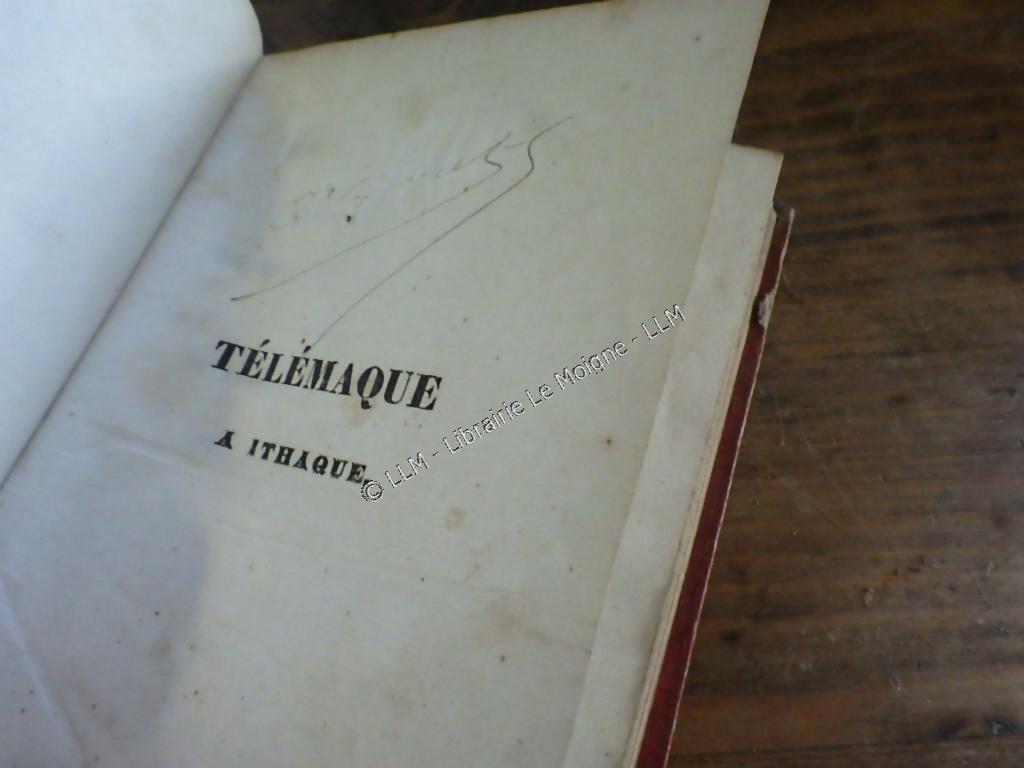 TÉLÉMAQUE
A ITHAQUE,
© LLM - Librairie Le Moigne - LLM